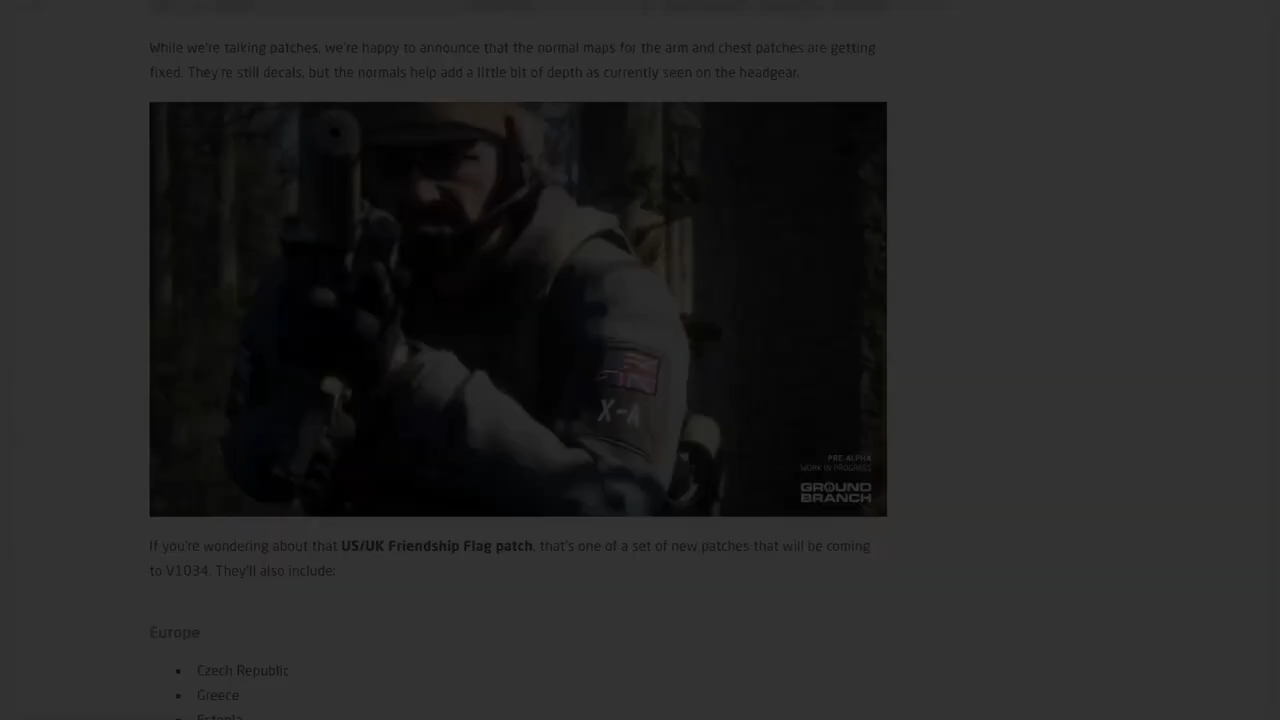 While we're talking patches, we're happy to announce that the normal maps for the arm and chest patches are getting
fixed. They're still decals, but the normals help add a little bit of depth as currently seen on the headgear.
X-A
PRE-ALPHA
WORK IN PROGRESS
GROUND
BRANCH
If you're wondering about that US/UK Friendship Flag patch, that's one of a set of new patches that will be coming
to V1034. They'll also include:
Europe
Czech Republic
Greece
Estonia